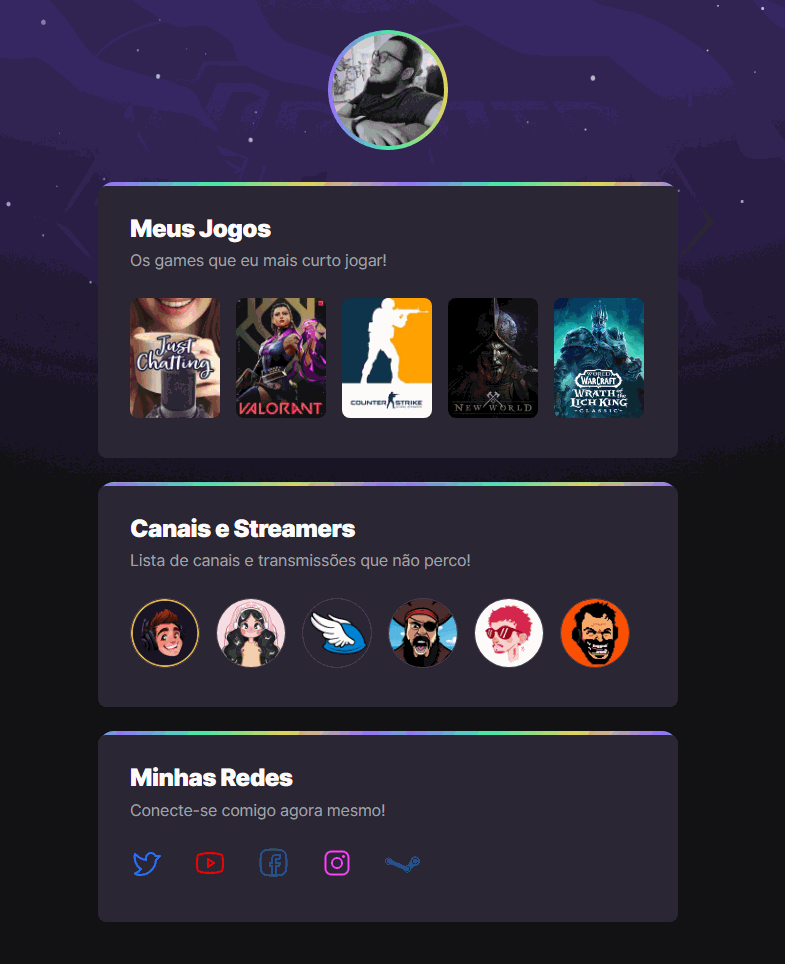 Meus Jogos
Os games que eu mais curto jogar!
Just
Chatting
VALORANT
COUNTER STRIKE
NEW WORLD
WORLD
WARCRAFT
WRATH
OF THE
LICH KING
CLASSIC
Canais e Streamers
Lista de canais e transmissões que não perco!
Minhas Redes
Conecte-se comigo agora mesmo!